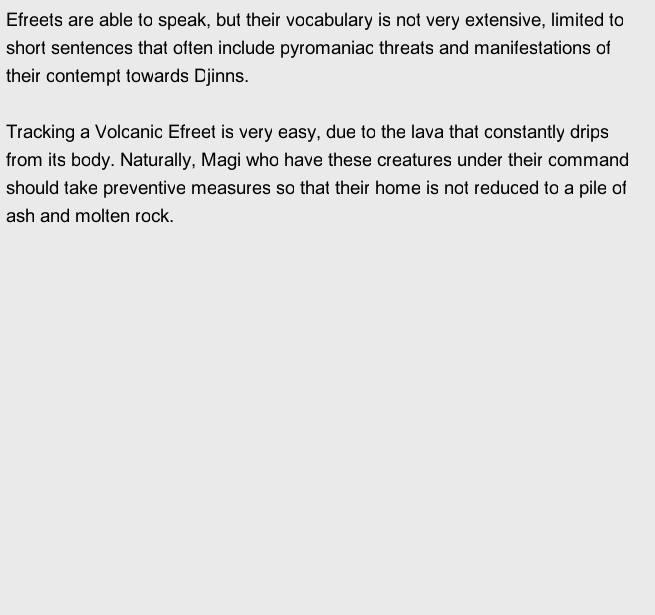 Efreets are able to speak, but their vocabulary is not very extensive, limited to
short sentences that often include pyromaniac threats and manifestations of
their contempt towards Djinns.
Tracking a Volcanic Efreet is very easy, due to the lava that constantly drips
from its body. Naturally, Magi who have these creatures under their command
should take preventive measures so that their home is not reduced to a pile of
ash and molten rock.